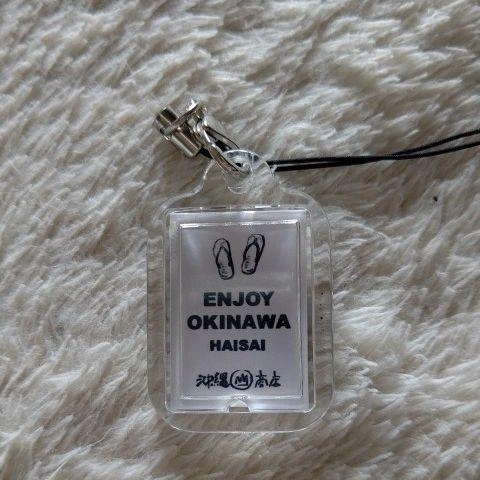 ENJOY
OKINAWA
HAISAI
沖縄 商店